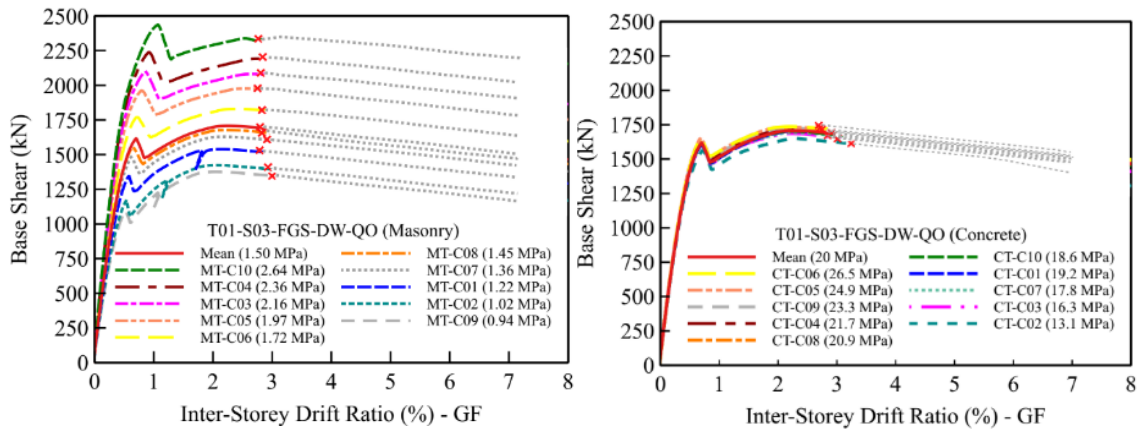 2500
2250
2000
1750
1500
1250
1000
750
500
250
0
Base Shear (kN)
T01-S03-FGS-DW-QO (Masonry)
Mean (1.50 MPa)
MT-C10 (2.64 MPa)
MT-C04 (2.36 MPa)
MT-C03 (2.16 MPa)
MT-C05 (1.97 MPa)
MT-C06 (1.72 MPa)
MT-C08 (1.45 MPa)
MT-C07 (1.36 MPa)
MT-C01 (1.22 MPa)
MT-C02 (1.02 MPa)
MT-C09 (0.94 MPa)
0 1 2 3 4 5 6 7 8
Inter-Storey Drift Ratio (%) - GF
2500
2250
2000
1750
1500
1250
1000
750
500
250
0
Base Shear (kN)
T01-S03-FGS-DW-QO (Concrete)
Mean (20 MPa)
CT-C06 (26.5 MPa)
CT-C05 (24.9 MPa)
CT-C09 (23.3 MPa)
CT-C04 (21.7 MPa)
CT-C08 (20.9 MPa)
CT-C10 (18.6 MPa)
CT-C01 (19.2 MPa)
CT-C07 (17.8 MPa)
CT-C03 (16.3 MPa)
CT-C02 (13.1 MPa)
0 1 2 3 4 5 6 7 8
Inter-Storey Drift Ratio (%) - GF